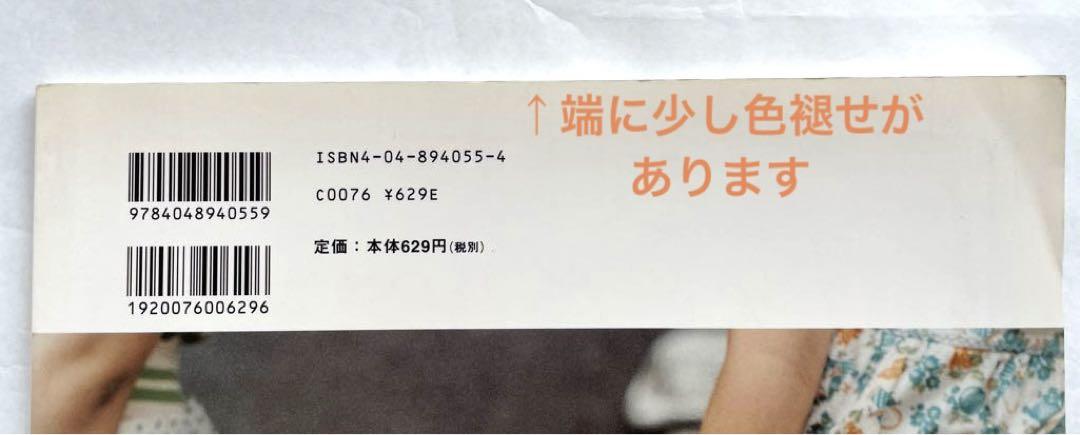 ↑端に少し色褪せが
あります
ISBN4-04-894055-4
C0076 ¥629E
9784048940559
定価：本体629円(税別)
1920076006296